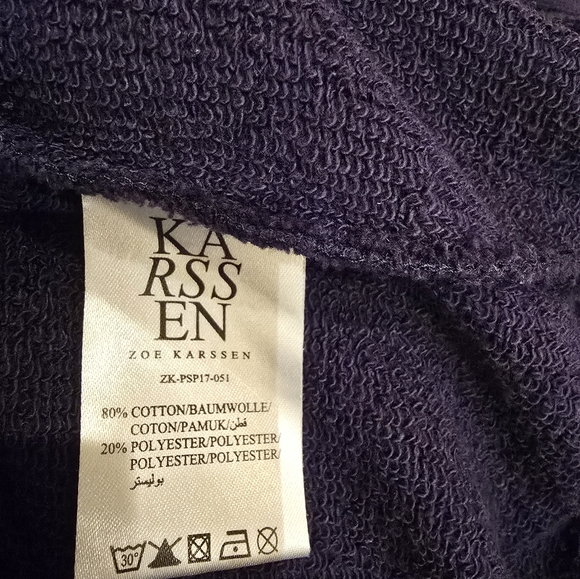 KA
RSS
EN
ZOE KARSSEN
ZK-PSP17-051
80% COTTON/BAUMWOLLE/
COTON/PAMUK/قطن
20% POLYESTER/POLYESTER/
POLYESTER/POLYESTER/
بوليستر
30°